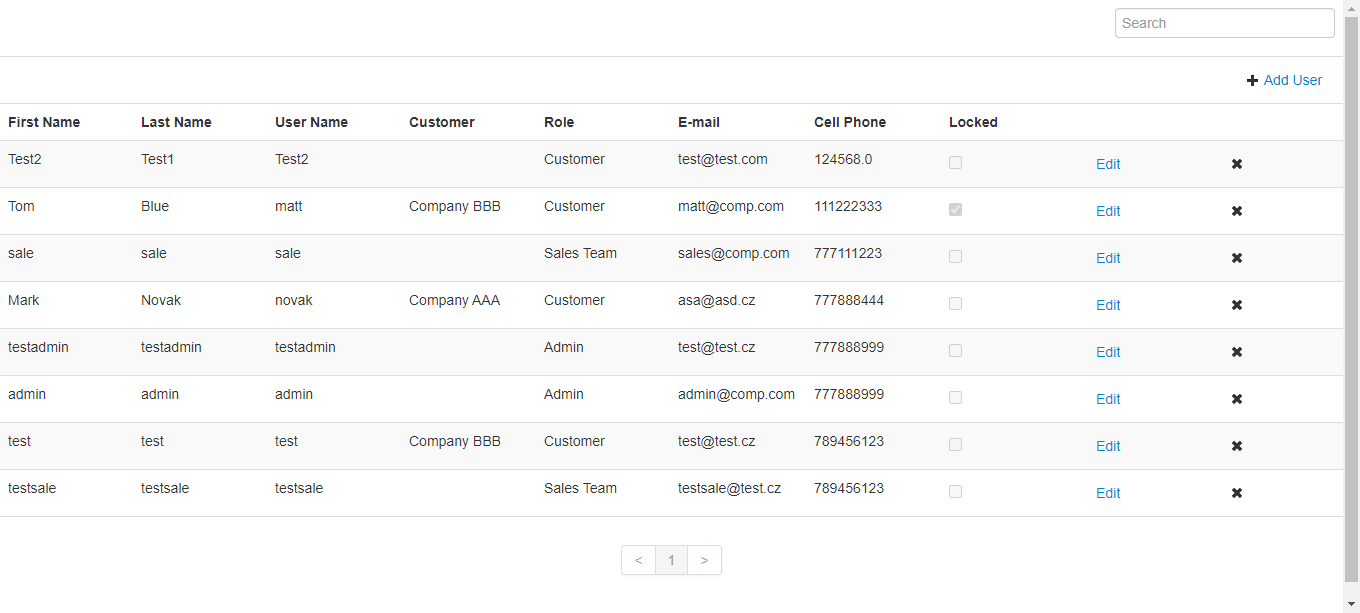 Search
Add User
First Name Last Name User Name Customer Role E-mail Cell Phone Locked
Test2 Test1 Test2 Customer test@test.com 124568.0 Edit
Tom Blue matt Company BBB Customer matt@comp.com 111222333 Edit
sale sale sale Sales Team sales@comp.com 777111223 Edit
Mark Novak novak Company AAA Customer asa@asd.cz 777888444 Edit
testadmin testadmin testadmin Admin test@test.cz 777888999 Edit
admin admin admin Admin admin@comp.com 777888999 Edit
test test test Company BBB Customer test@test.cz 789456123 Edit
testsale testsale testsale Sales Team testsale@test.cz 789456123 Edit
< 1 >